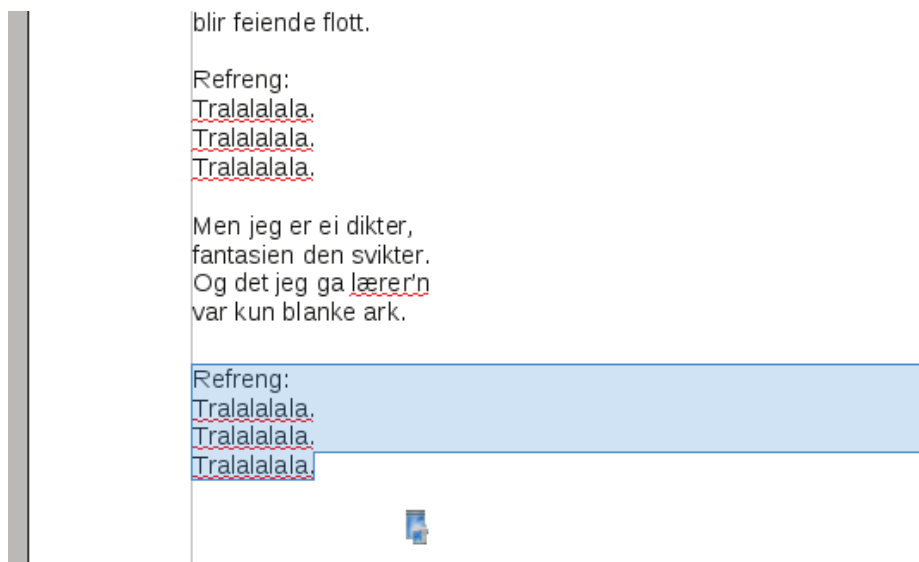 blir feiende flott.
Refreng:
Tralalalala.
Tralalalala.
Tralalalala.
Men jeg er ei dikter,
fantasien den svikter.
Og det jeg ga lærer'n
var kun blanke ark.
Refreng:
Tralalalala.
Tralalalala.
Tralalalala.